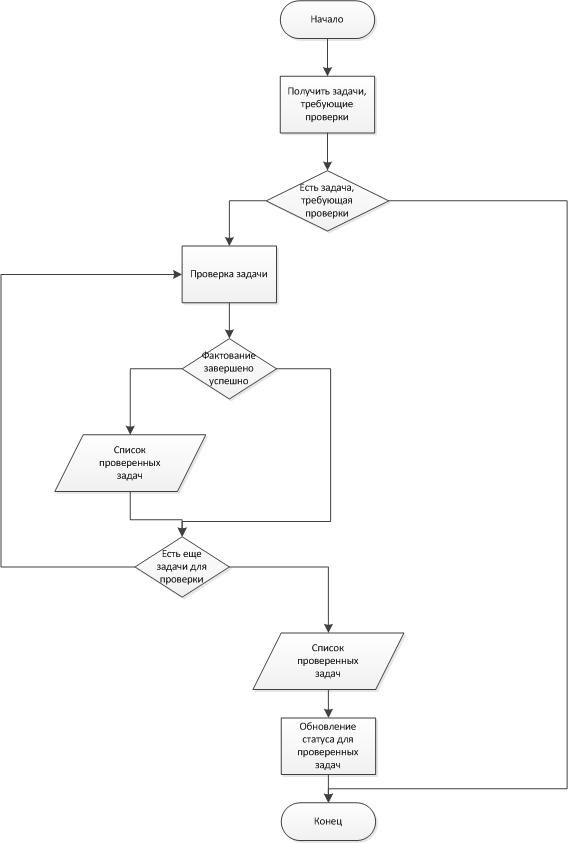 Начало
Получить задачи,
требующие
проверки
Есть задача,
требующая
проверки
Проверка задачи
Фактование
завершено
успешно
Список
проверенных
задач
Есть еще
задачи для
проверки
Список
проверенных
задач
Обновление
статуса для
проверенных
задач
Конец